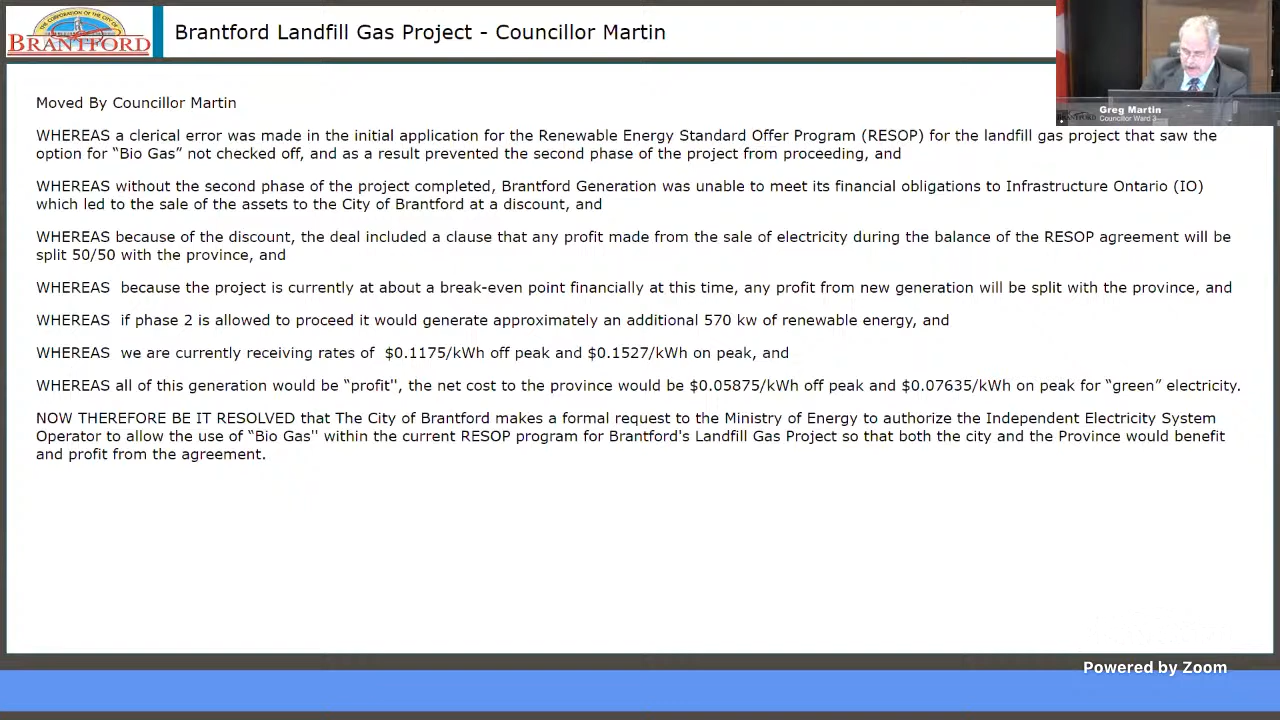 THE CORPORATION OF THE CITY OF
BRANTFORD
Brantford Landfill Gas Project - Councillor Martin
Greg Martin
Councillor Ward 3
Moved By Councillor Martin
WHEREAS a clerical error was made in the initial application for the Renewable Energy Standard Offer Program (RESOP) for the landfill gas project that saw the
option for “Bio Gas” not checked off, and as a result prevented the second phase of the project from proceeding, and
WHEREAS without the second phase of the project completed, Brantford Generation was unable to meet its financial obligations to Infrastructure Ontario (IO)
which led to the sale of the assets to the City of Brantford at a discount, and
WHEREAS because of the discount, the deal included a clause that any profit made from the sale of electricity during the balance of the RESOP agreement will be
split 50/50 with the province, and
WHEREAS  because the project is currently at about a break-even point financially at this time, any profit from new generation will be split with the province, and
WHEREAS  if phase 2 is allowed to proceed it would generate approximately an additional 570 kw of renewable energy, and
WHEREAS  we are currently receiving rates of  $0.1175/kWh off peak and $0.1527/kWh on peak, and
WHEREAS all of this generation would be “profit'', the net cost to the province would be $0.05875/kWh off peak and $0.07635/kWh on peak for “green” electricity.
NOW THEREFORE BE IT RESOLVED that The City of Brantford makes a formal request to the Ministry of Energy to authorize the Independent Electricity System
Operator to allow the use of “Bio Gas'' within the current RESOP program for Brantford's Landfill Gas Project so that both the city and the Province would benefit
and profit from the agreement.
Powered by Zoom